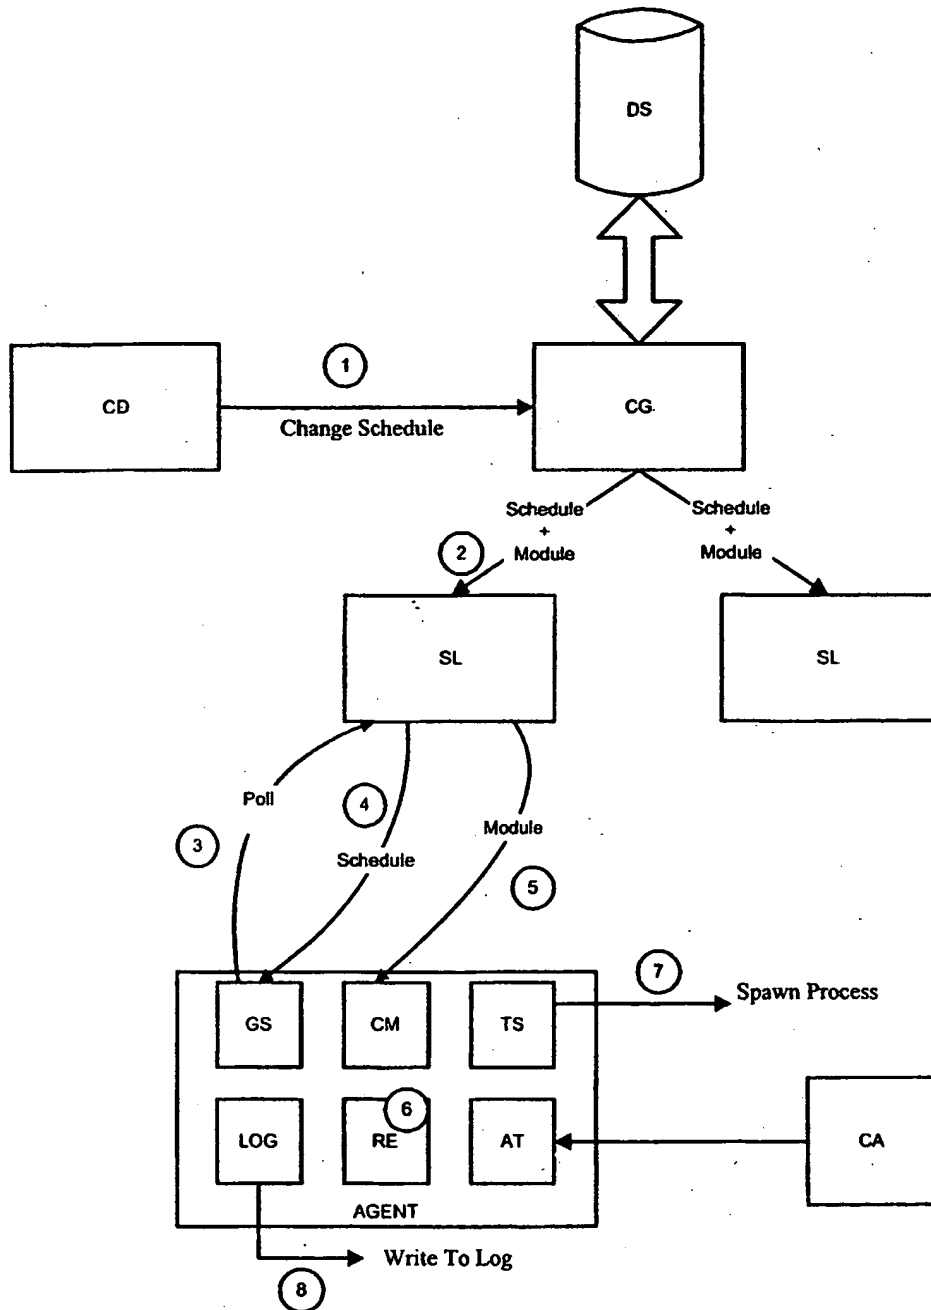 DS
1
CD
CG.
Change Schedule
Schedule
+
Module
Schedule
+
Module
2
SL
SL
Poll
4
Module
3
Schedule
5
7
Spawn Process
GS
CM
TS
6
LOG
RE
AT
CA
AGENT
Write To Log
8